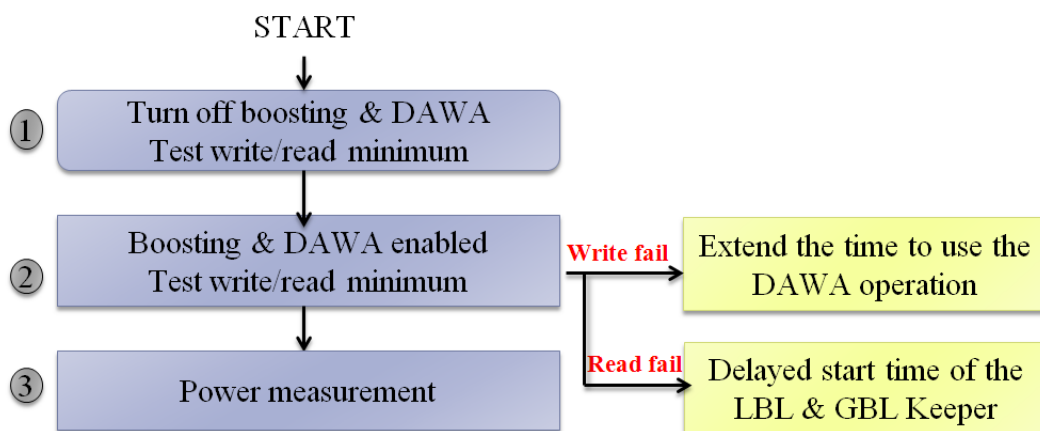 START
1
Turn off boosting & DAWA
Test write/read minimum
2
Boosting & DAWA enabled
Test write/read minimum
Write fail
Extend the time to use the
DAWA operation
Read fail
Delayed start time of the
LBL & GBL Keeper
3
Power measurement